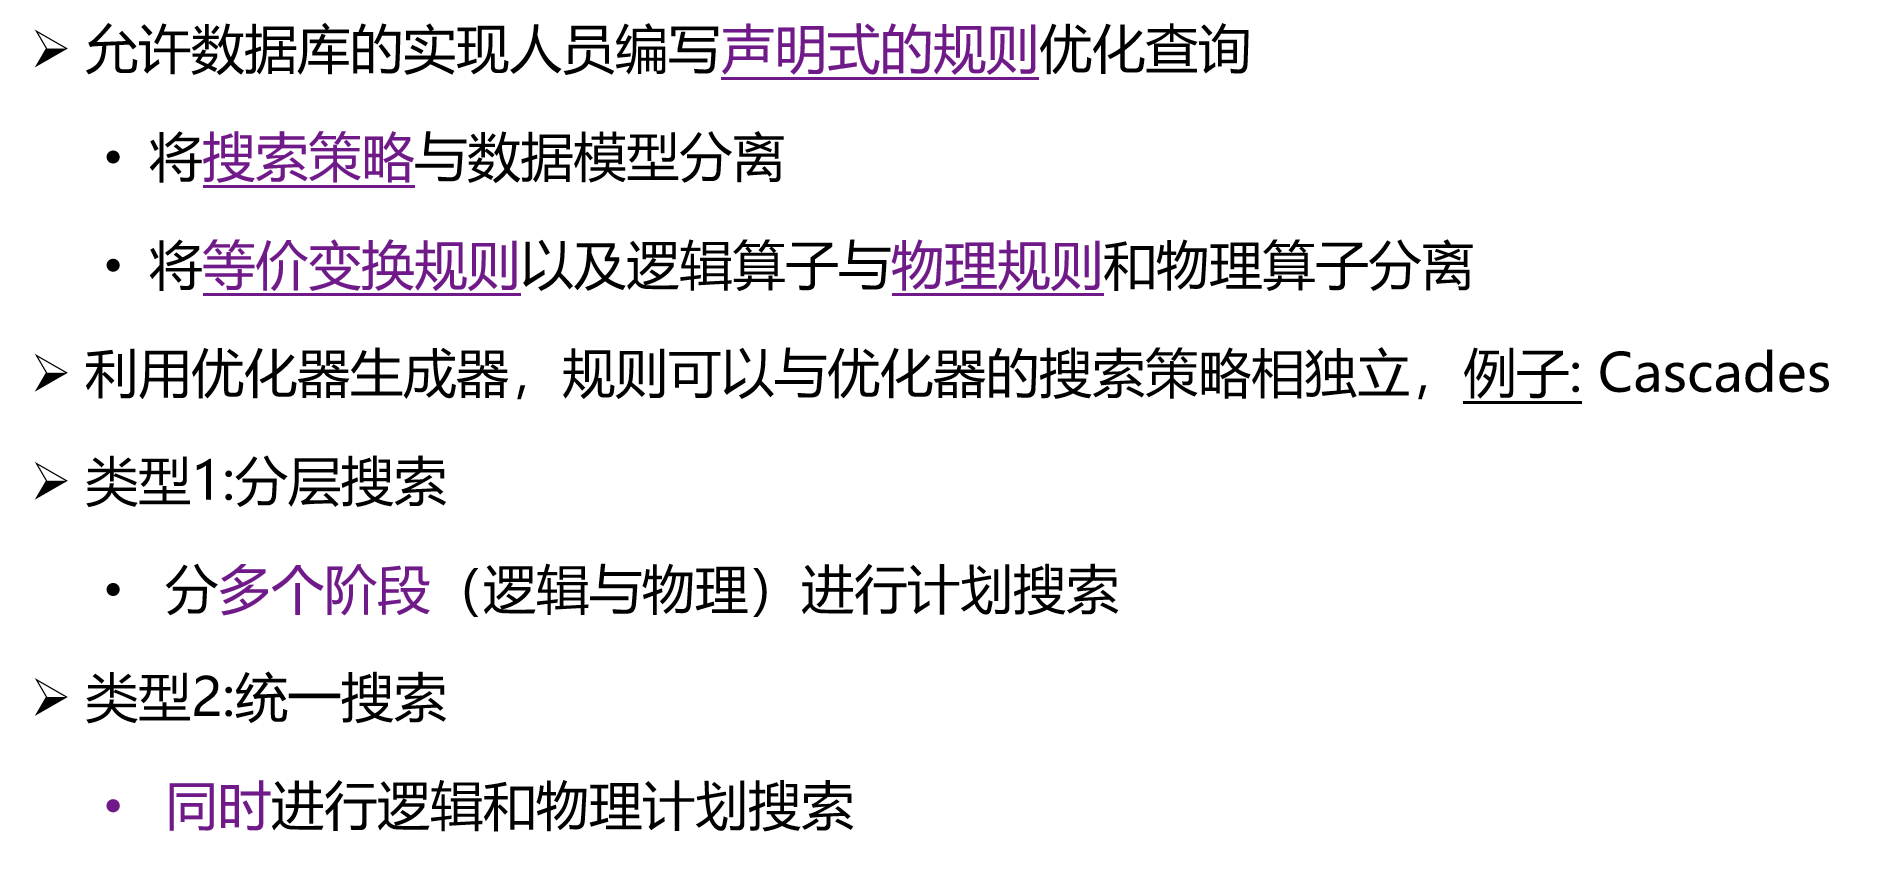 ➢ 允许数据库的实现人员编写声明式的规则优化查询
• 将搜索策略与数据模型分离
• 将等价变换规则以及逻辑算子与物理规则和物理算子分离
➢ 利用优化器生成器，规则可以与优化器的搜索策略相独立，例子: Cascades
➢ 类型1:分层搜索
• 分多个阶段（逻辑与物理）进行计划搜索
➢ 类型2:统一搜索
• 同时进行逻辑和物理计划搜索